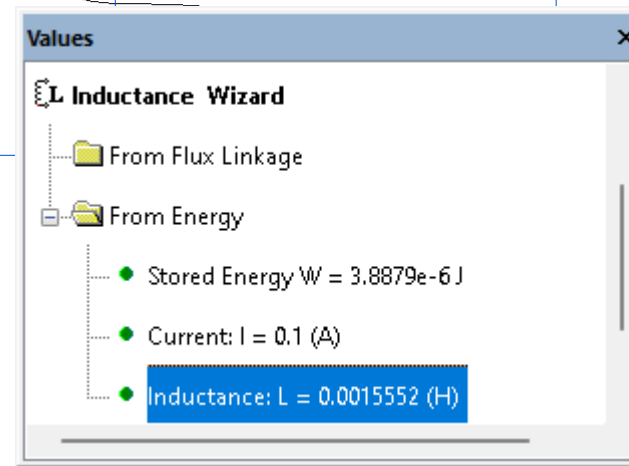 Values
L Inductance Wizard
From Flux Linkage
From Energy
Stored Energy W = 3.8879e-6 J
Current: I = 0.1 (A)
Inductance: L = 0.0015552 (H)